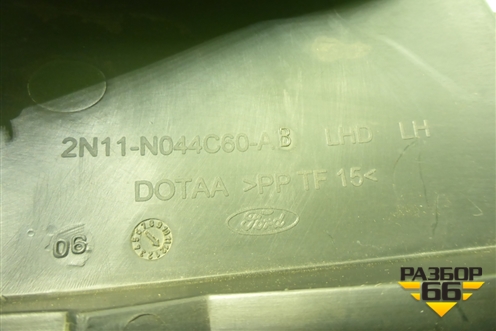 2N11-N044C60-AB LHD LH
DOTAA >PP TF 15<
Ford
06
РАЗБОР
66